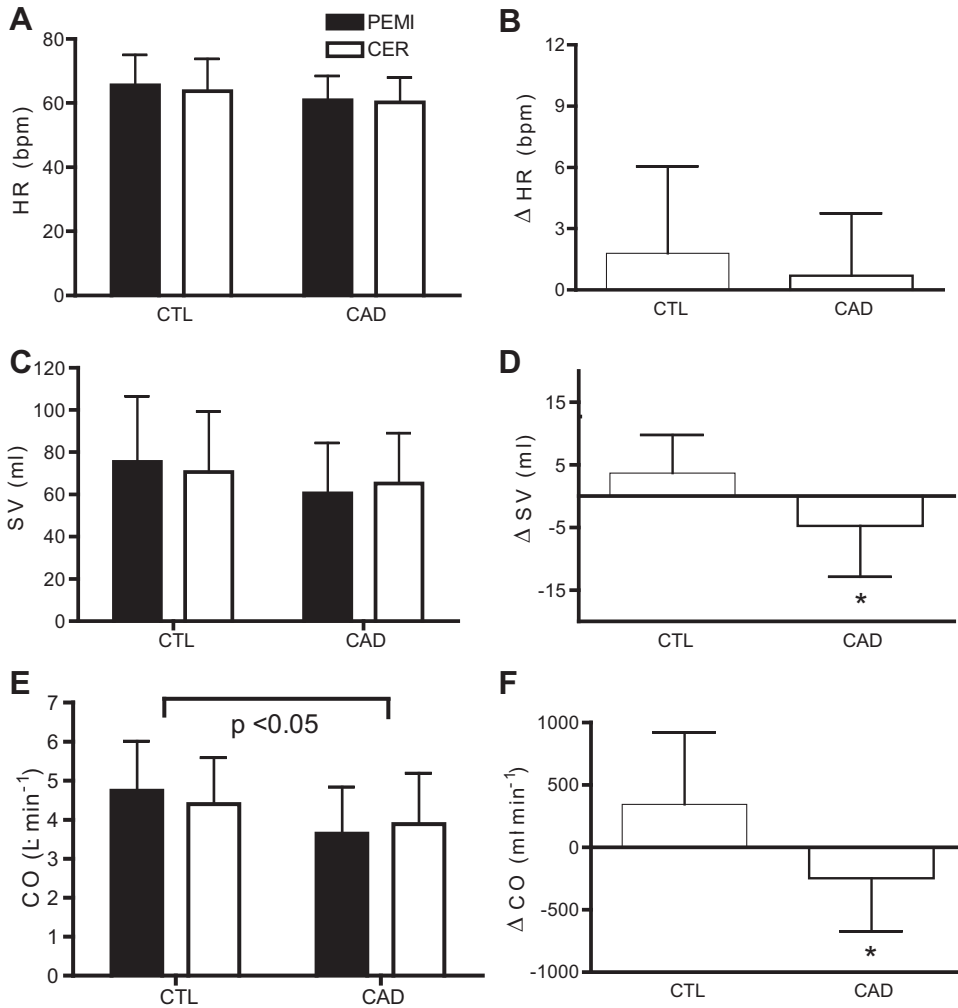 A
PEMI
CER
HR (bpm)
80
60
40
20
0
CTL
CAD
B
Δ HR (bpm)
12
9
6
3
0
CTL
CAD
C
SV (ml)
120
100
80
60
40
20
0
CTL
CAD
D
Δ SV (ml)
15
5
-5
-15
*
CTL
CAD
E
CO (L·min⁻¹)
7
6
5
4
3
2
1
0
p <0.05
CTL
CAD
F
Δ CO (ml min⁻¹)
1000
500
0
-500
-1000
*
CTL
CAD